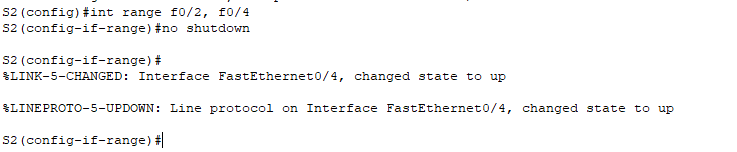 S2(config)#int range f0/2, f0/4
S2(config-if-range)#no shutdown
S2(config-if-range)#
%LINK-5-CHANGED: Interface FastEthernet0/4, changed state to up
%LINEPROTO-5-UPDOWN: Line protocol on Interface FastEthernet0/4, changed state to up
S2(config-if-range)#